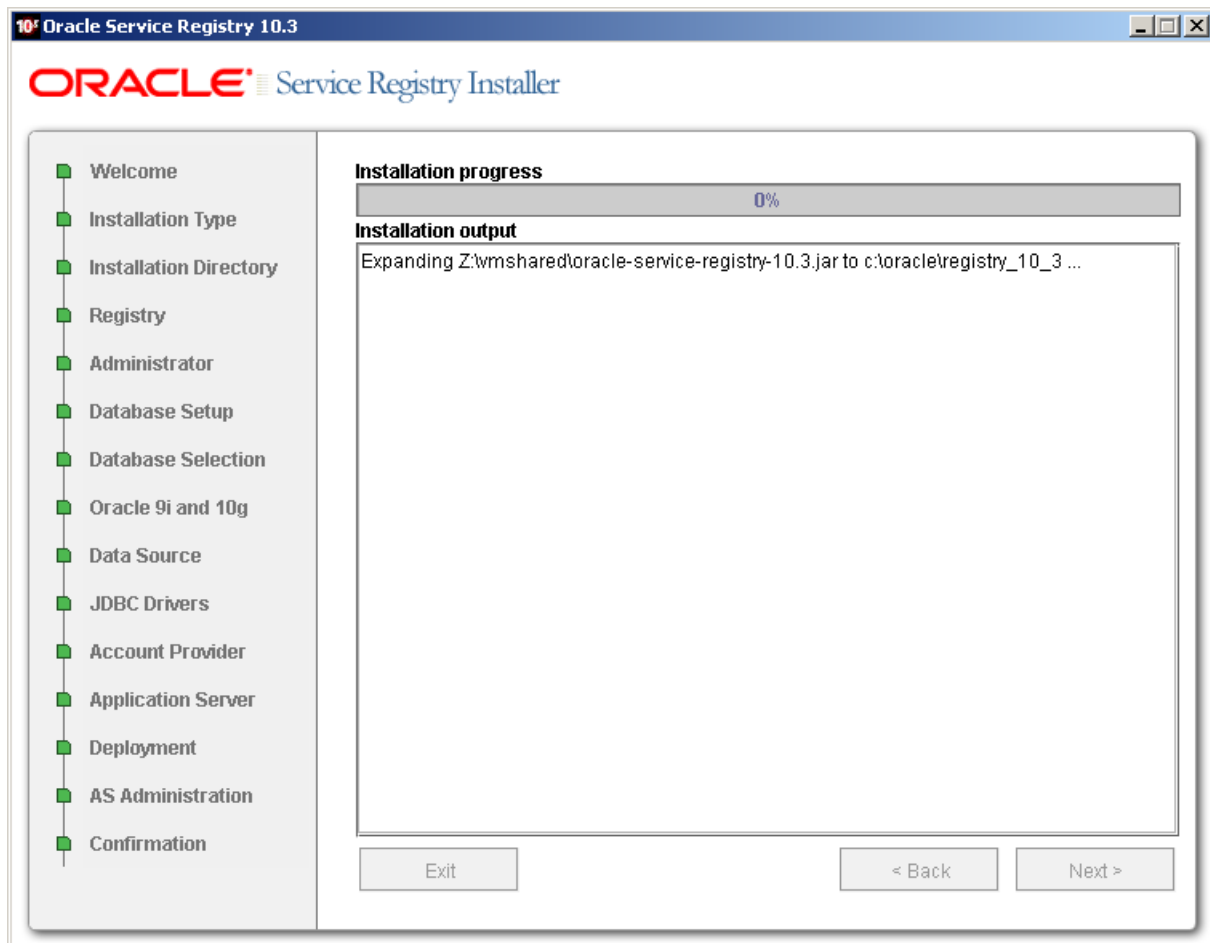 10g Oracle Service Registry 10.3
ORACLE Service Registry Installer
Welcome
Installation Type
Installation Directory
Registry
Administrator
Database Setup
Database Selection
Oracle 9i and 10g
Data Source
JDBC Drivers
Account Provider
Application Server
Deployment
AS Administration
Confirmation
Installation progress
0%
Installation output
Expanding Z:\vmshared\oracle-service-registry-10.3.jar to c:\oracle\registry_10_3 ...
Exit
< Back
Next >